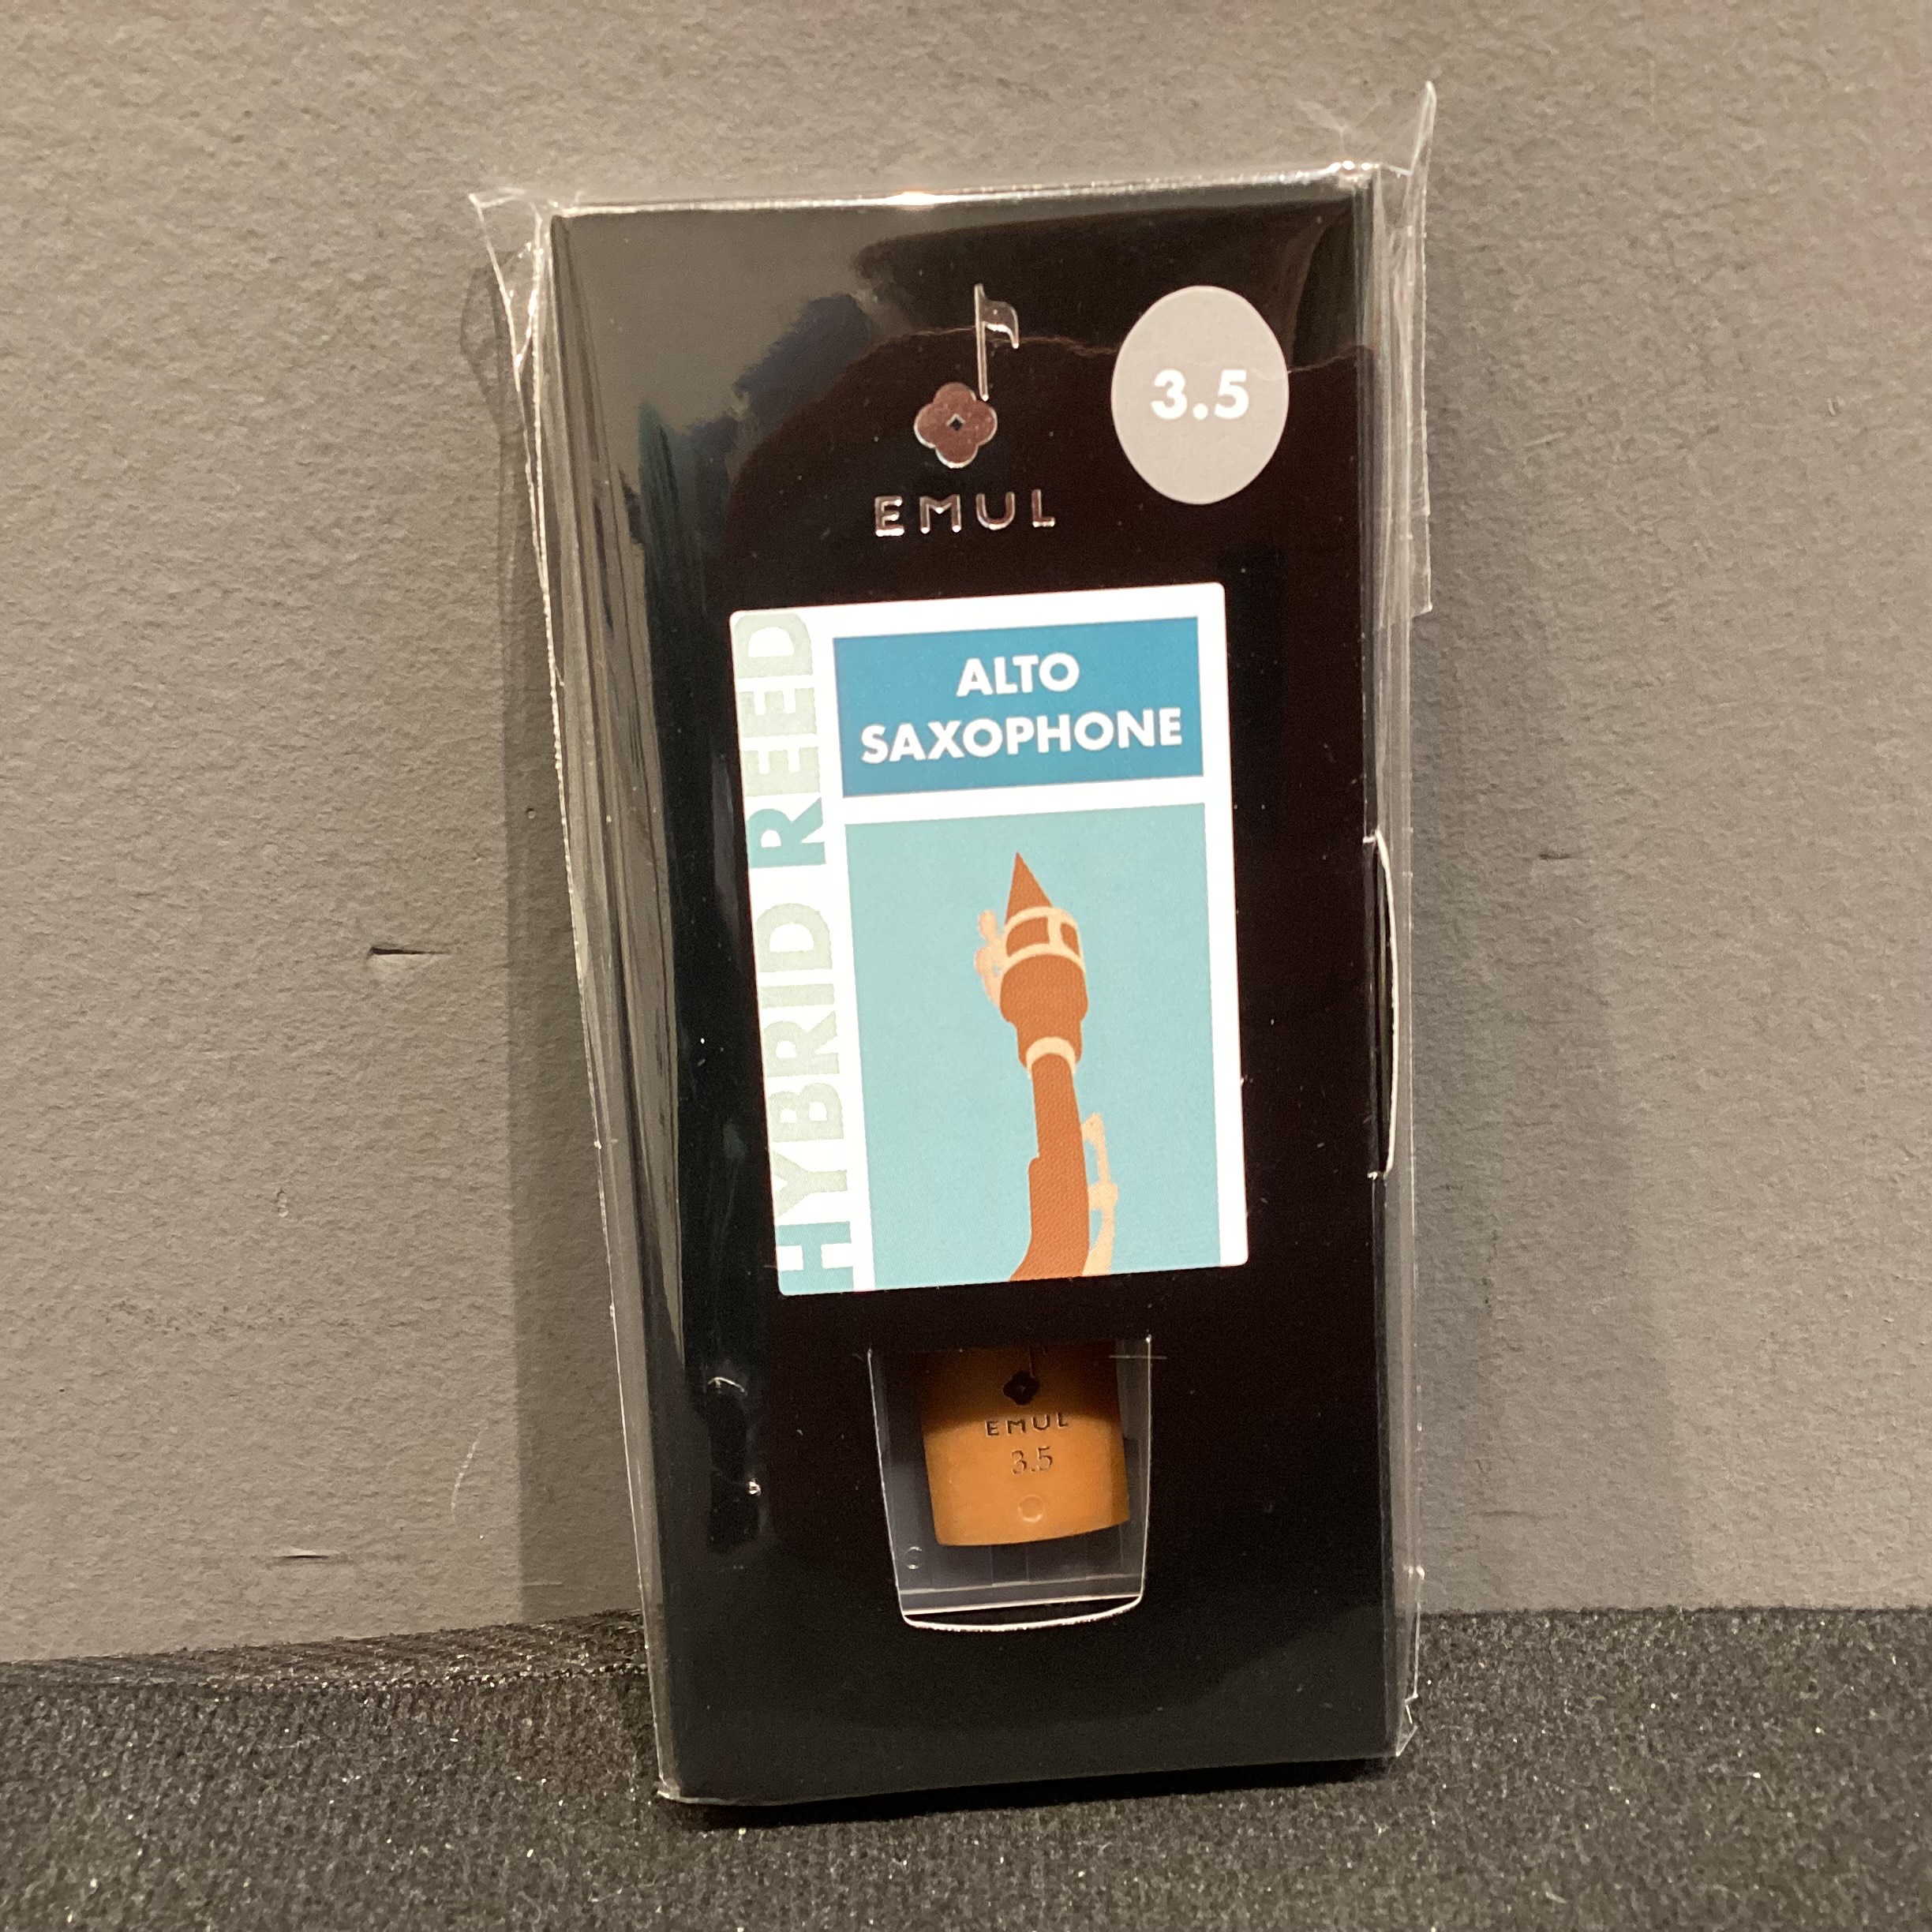 3.5
EMUL
ALTO
SAXOPHONE
HYBRID REED
EMUL
3.5